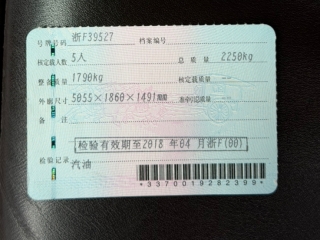 号牌号码 浙F39527 档案编号
核定载人数 5人 总质量 2250kg
整备质量 1790kg 核定载质量 --
外廓尺寸 5055×1860×1491 准牵引总质量 --
备注
检验有效期至2018 年04 月浙F(00)
检验记录 汽油
*3370019282399*